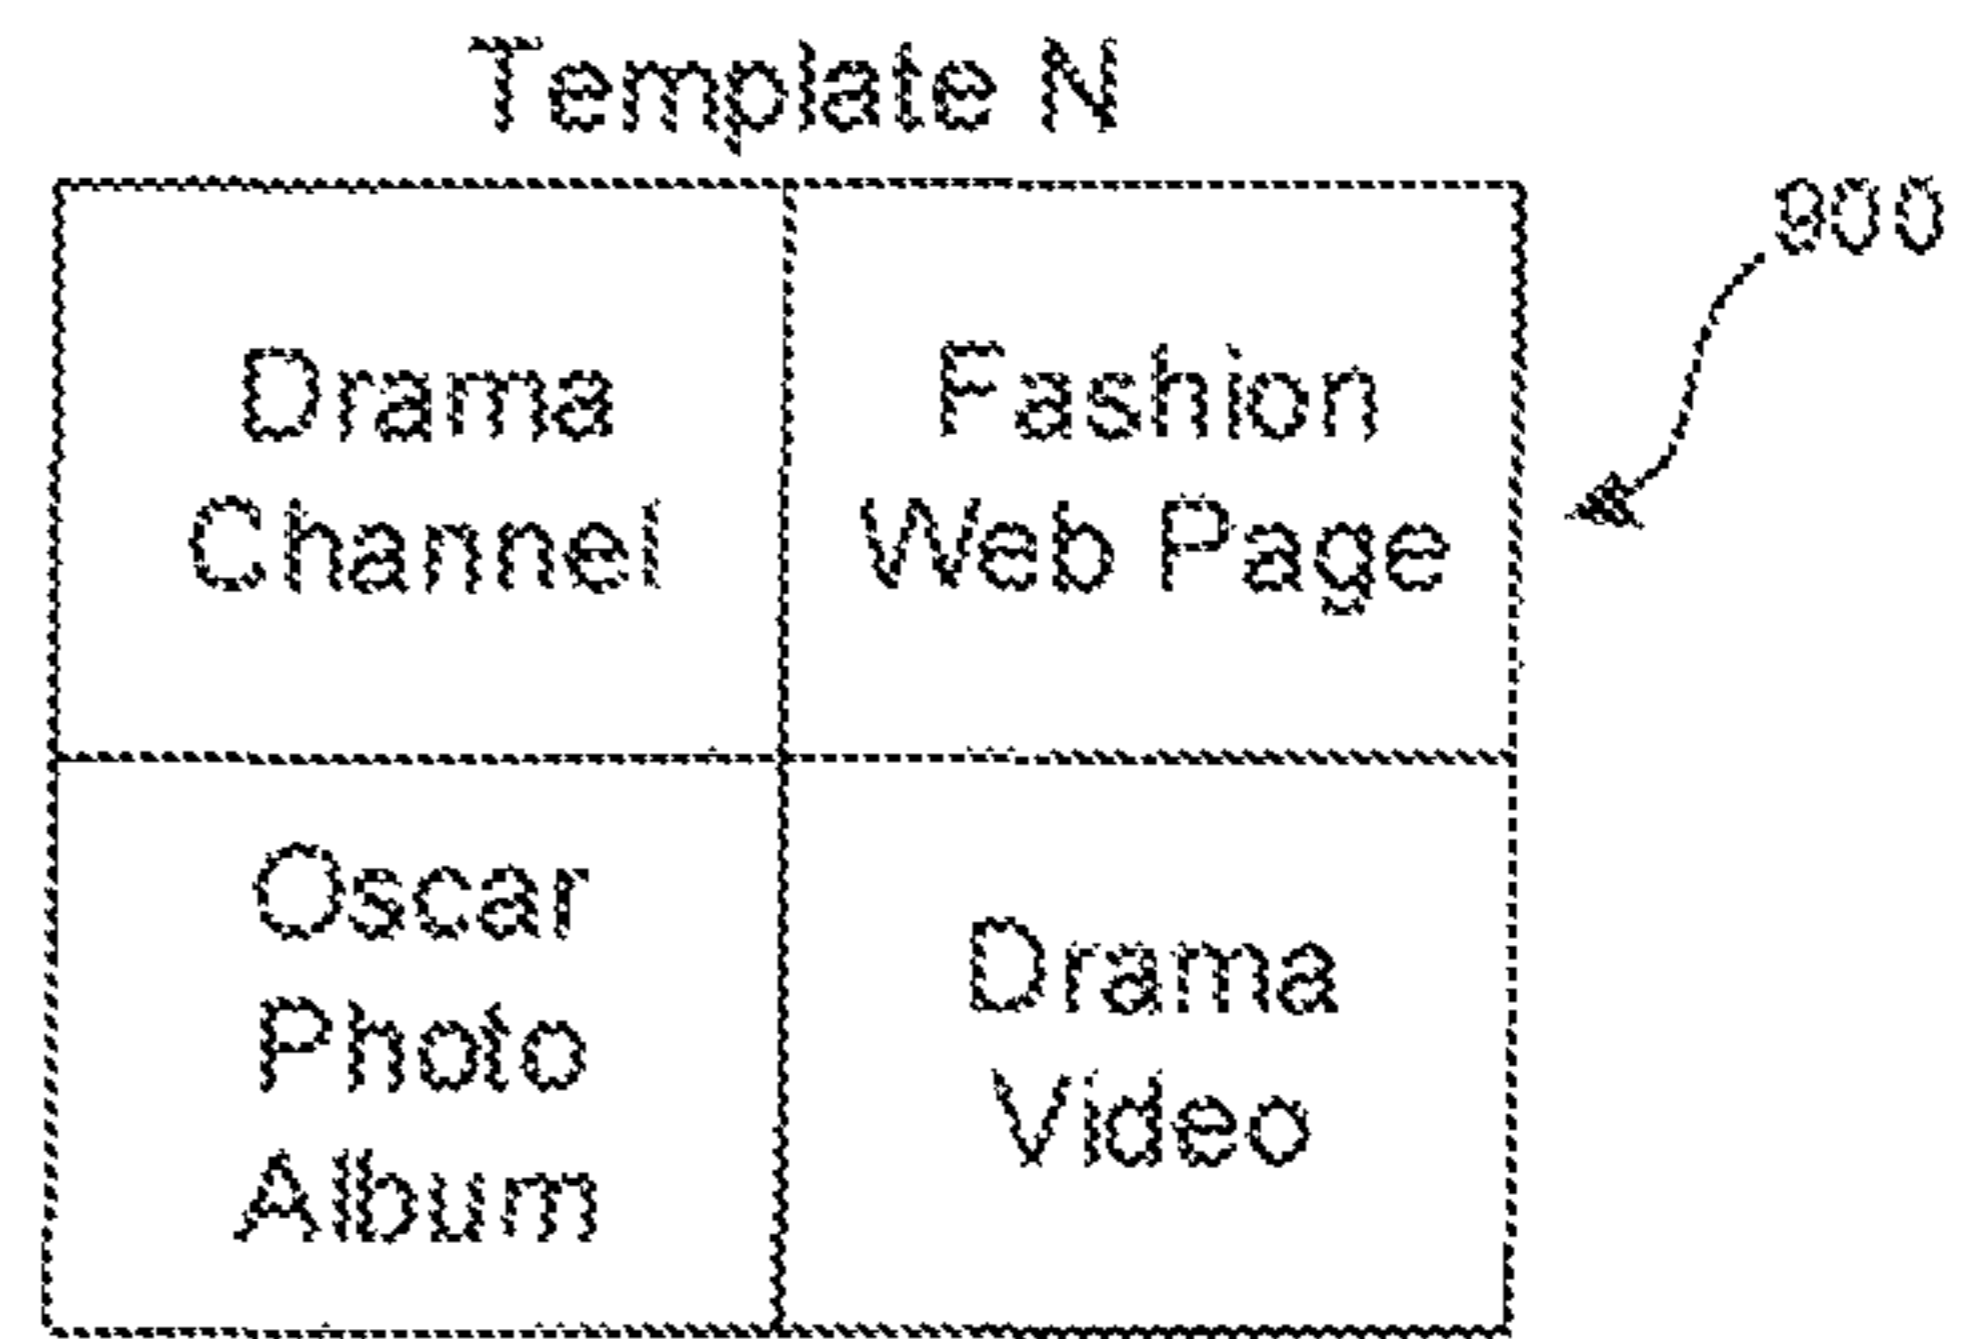 Template N
900
Drama
Channel
Fashion
Web Page
Oscar
Photo
Album
Drama
Video